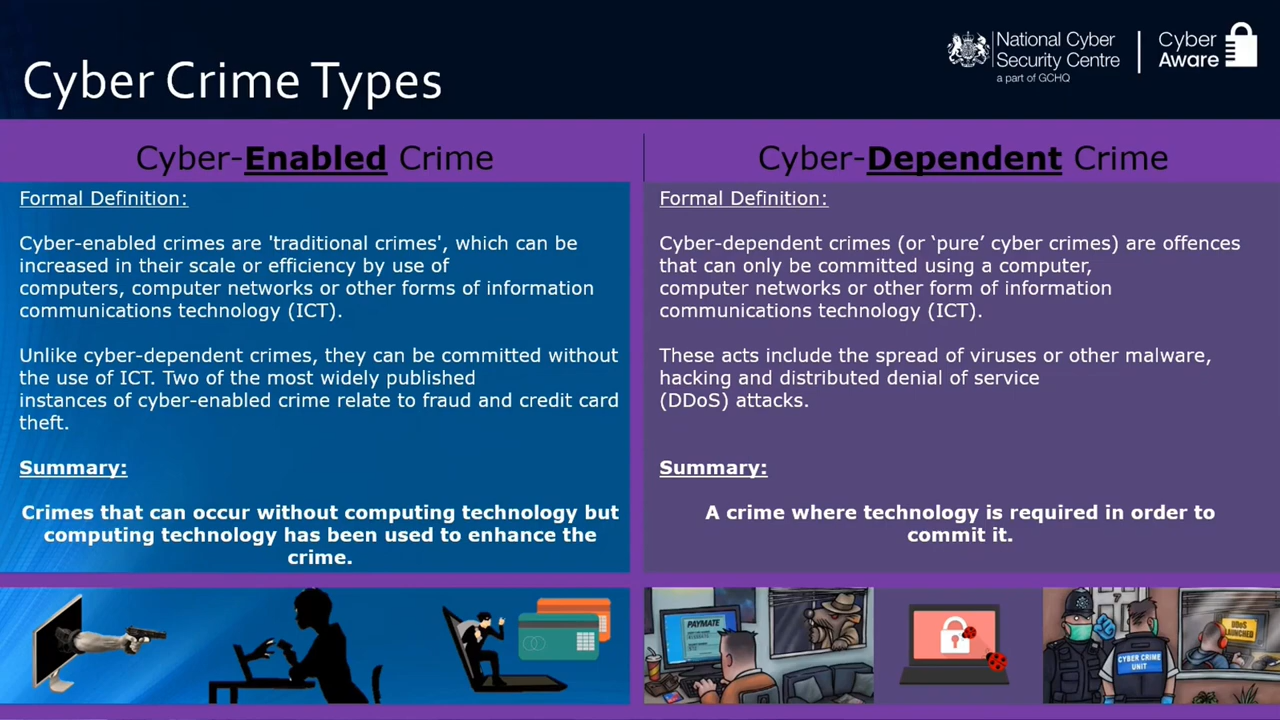 Cyber Crime Types
National Cyber
Security Centre
a part of GCHQ
Cyber
Aware
Cyber-Enabled Crime
Formal Definition:
Cyber-enabled crimes are 'traditional crimes', which can be
increased in their scale or efficiency by use of
computers, computer networks or other forms of information
communications technology (ICT).
Unlike cyber-dependent crimes, they can be committed without
the use of ICT. Two of the most widely published
instances of cyber-enabled crime relate to fraud and credit card
theft.
Summary:
Crimes that can occur without computing technology but
computing technology has been used to enhance the
crime.
Cyber-Dependent Crime
Formal Definition:
Cyber-dependent crimes (or ‘pure’ cyber crimes) are offences
that can only be committed using a computer,
computer networks or other form of information
communications technology (ICT).
These acts include the spread of viruses or other malware,
hacking and distributed denial of service
(DDoS) attacks.
Summary:
A crime where technology is required in order to
commit it.
PAYMATE
7
CYBER CRIME
UNIT
DDoS
LAUNCHED